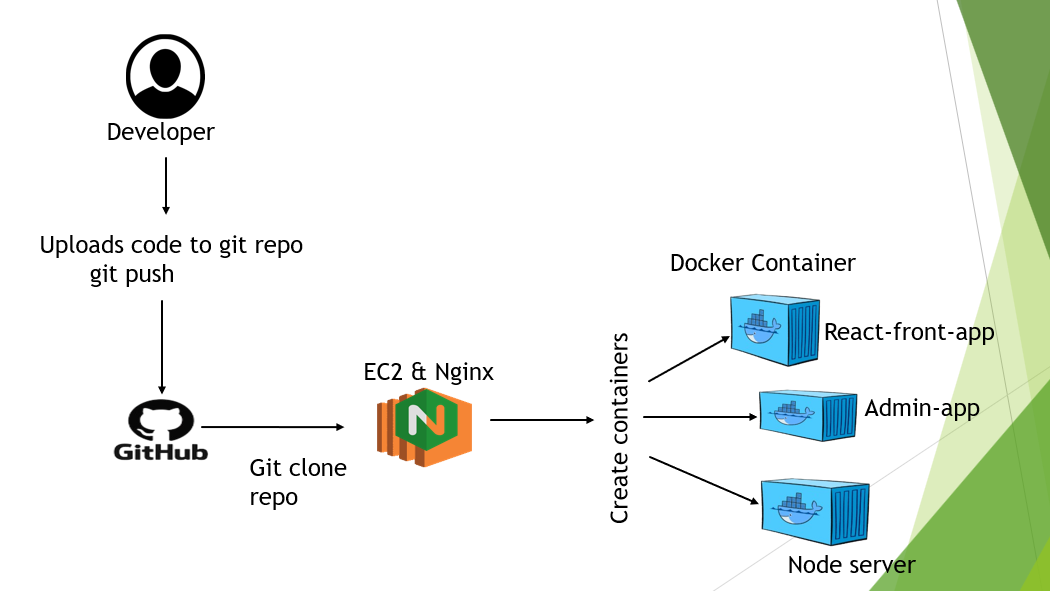 Developer
Uploads code to git repo
git push
GitHub
Git clone
repo
EC2 & Nginx
N
Create containers
Docker Container
React-front-app
Admin-app
Node server